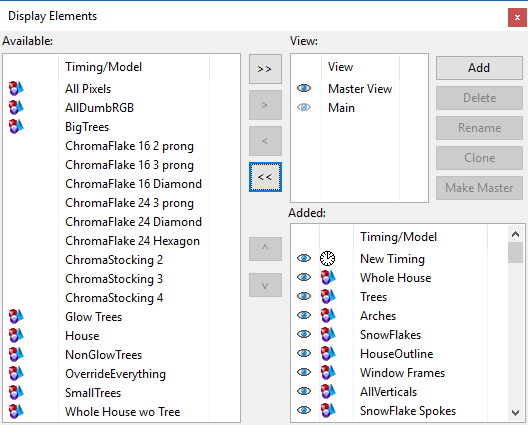 Display Elements
x
Available:
Timing/Model
All Pixels
AllDumbRGB
BigTrees
ChromaFlake 16 2 prong
ChromaFlake 16 3 prong
ChromaFlake 16 Diamond
ChromaFlake 24 3 prong
ChromaFlake 24 Diamond
ChromaFlake 24 Hexagon
ChromaStocking 2
ChromaStocking 3
ChromaStocking 4
Glow Trees
House
NonGlowTrees
OverrideEverything
SmallTrees
Whole House wo Tree
>>
>
<
<<
^
v
View:
View
Master View
Main
Add
Delete
Rename
Clone
Make Master
Added:
Timing/Model
New Timing
Whole House
Trees
Arches
SnowFlakes
HouseOutline
Window Frames
AllVerticals
SnowFlake Spokes